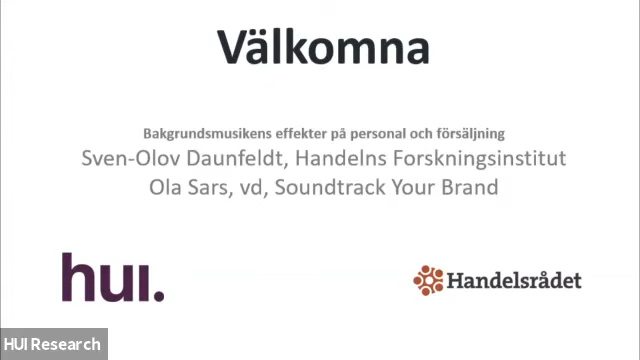 Välkomna
Bakgrundsmusikens effekter på personal och försäljning
Sven-Olov Daunfeldt, Handelns Forskningsinstitut
Ola Sars, vd, Soundtrack Your Brand
hui.
Handelsrådet
HUI Research